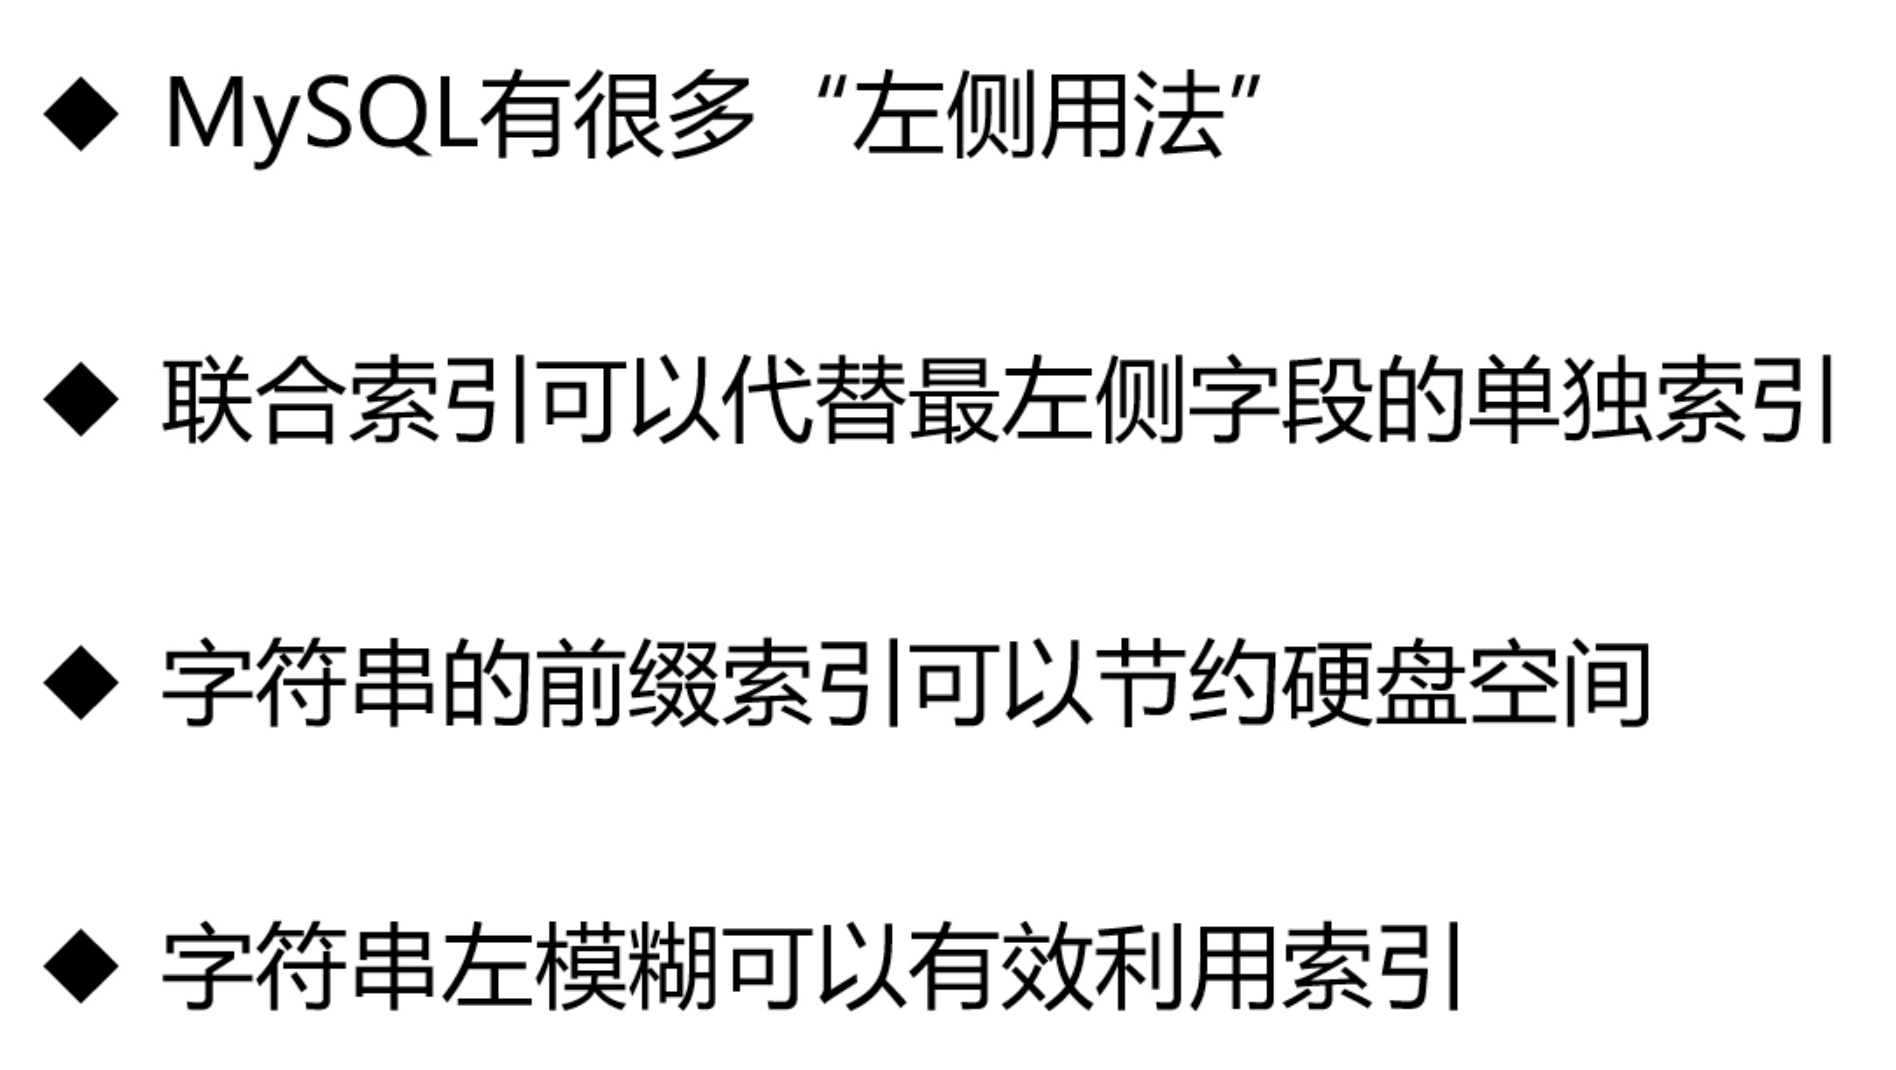 ◆ MySQL有很多“左侧用法”
◆ 联合索引可以代替最左侧字段的单独索引
◆ 字符串的前缀索引可以节约硬盘空间
◆ 字符串左模糊可以有效利用索引